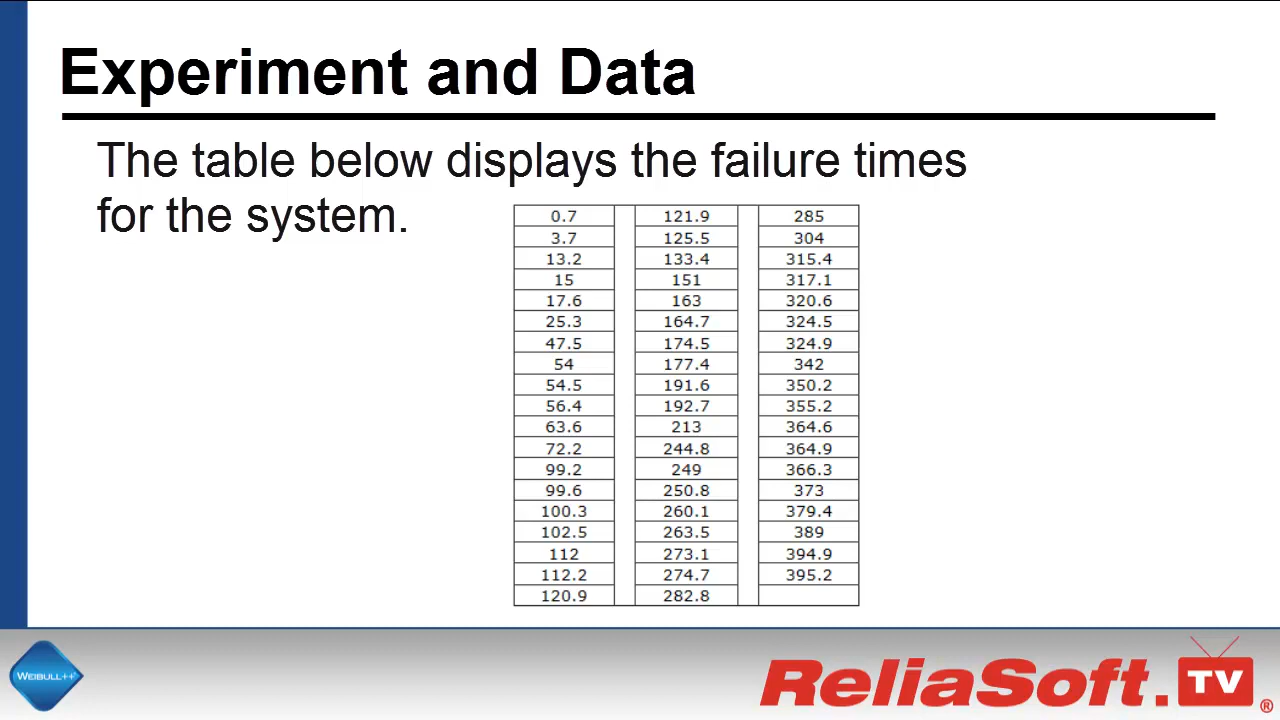 Experiment and Data
The table below displays the failure times
for the system.
0.7 121.9 285
3.7 125.5 304
13.2 133.4 315.4
15 151 317.1
17.6 163 320.6
25.3 164.7 324.5
47.5 174.5 324.9
54 177.4 342
54.5 191.6 350.2
56.4 192.7 355.2
63.6 213 364.6
72.2 244.8 364.9
99.2 249 366.3
99.6 250.8 373
100.3 260.1 379.4
102.5 263.5 389
112 273.1 394.9
112.2 274.7 395.2
120.9 282.8
WEIBULL++
RELIASOFT.TV®